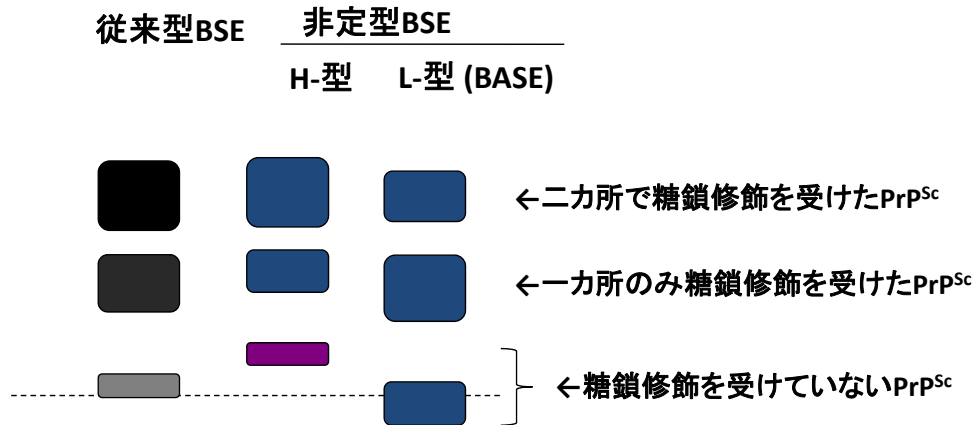 従来型BSE
非定型BSE
H-型
L-型 (BASE)
←二カ所で糖鎖修飾を受けたPrPSc
←一カ所のみ糖鎖修飾を受けたPrPSc
←糖鎖修飾を受けていないPrPSc